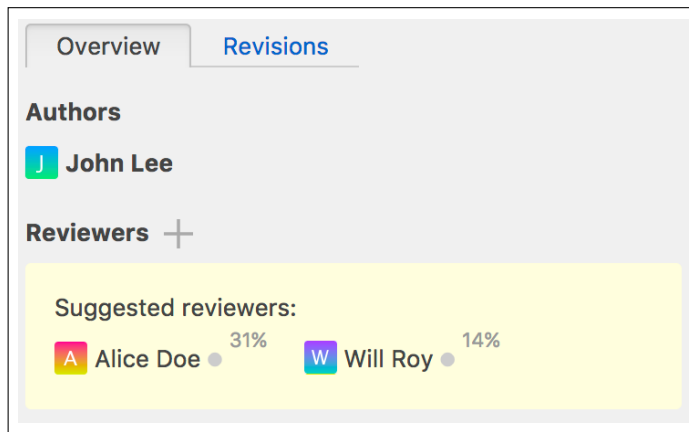 Overview Revisions
Authors
J John Lee
Reviewers
Suggested reviewers:
A Alice Doe 31% W Will Roy 14%